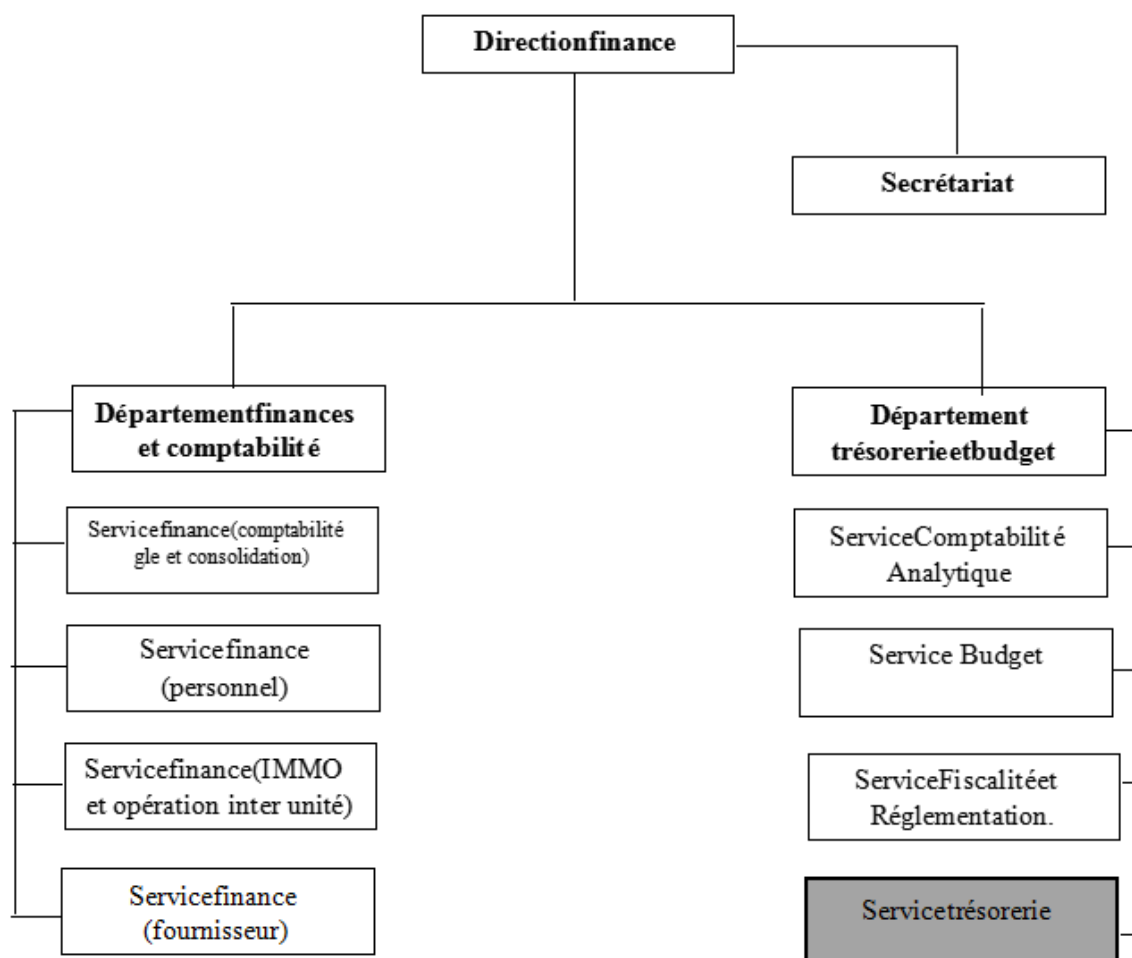 Directionfinance
Secrétariat
Départementfinances
et comptabilité
Servicefinance(comptabilité
gle et consolidation)
Servicefinance
(personnel)
Servicefinance(IMMO
et opération inter unité)
Servicefinance
(fournisseur)
Département
trésorerieetbudget
ServiceComptabilité
Analytique
Service Budget
ServiceFiscalitéet
Réglementation.
Servicetrésorerie